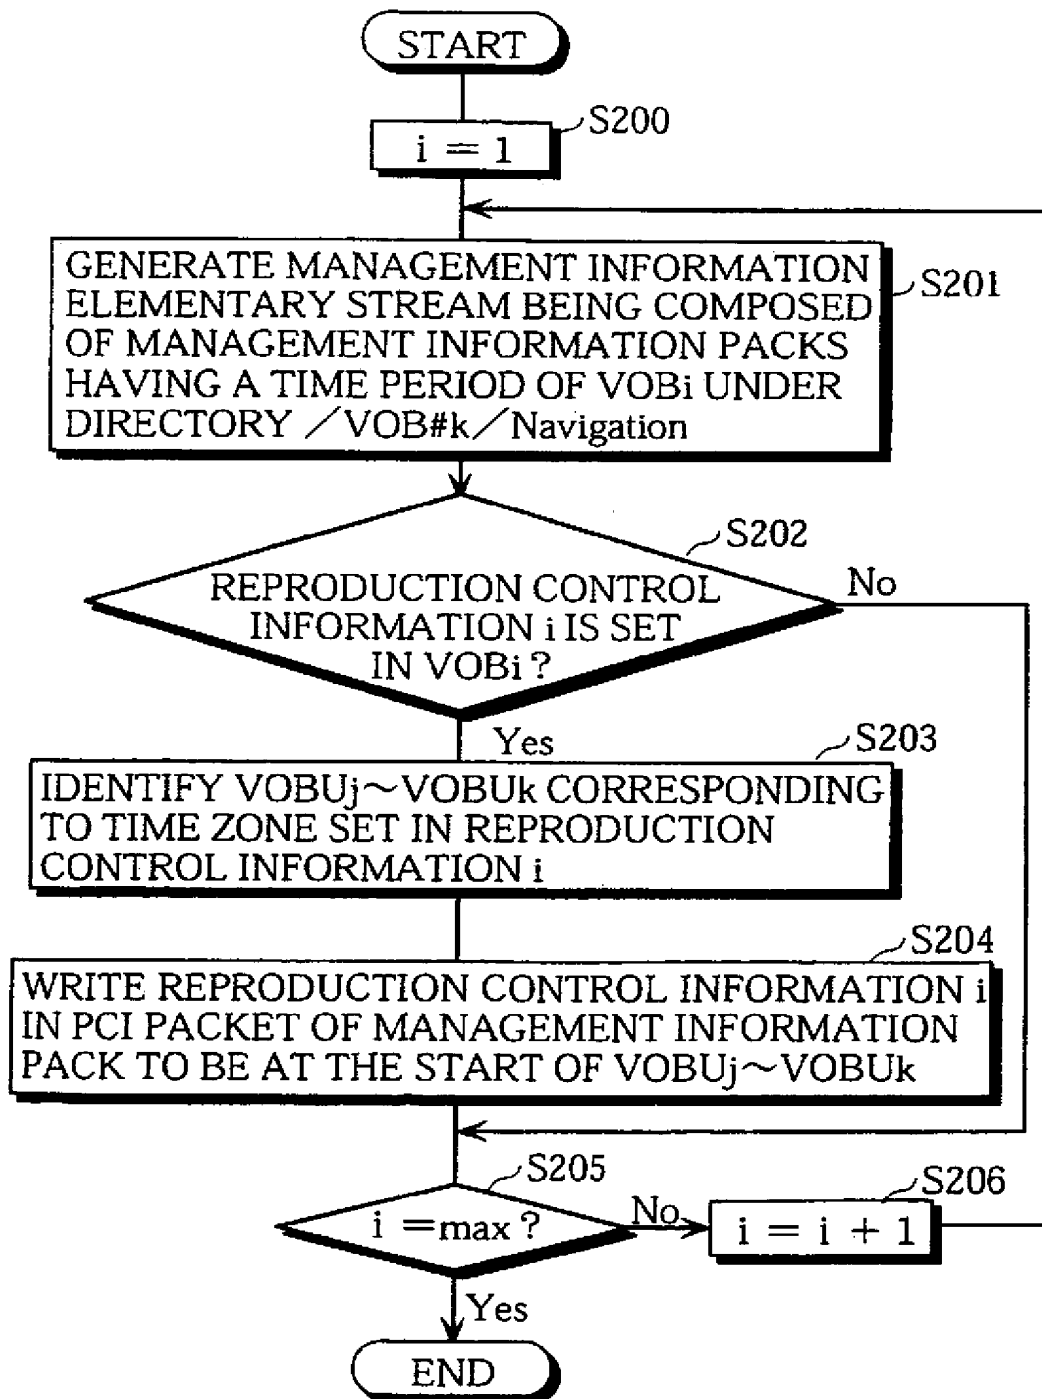 START
S200
i = 1
GENERATE MANAGEMENT INFORMATION
ELEMENTARY STREAM BEING COMPOSED
OF MANAGEMENT INFORMATION PACKS
HAVING A TIME PERIOD OF VOBi UNDER
DIRECTORY /VOB#k/Navigation
S201
S202
REPRODUCTION CONTROL
INFORMATION i IS SET
IN VOBi ?
No
Yes
S203
IDENTIFY VOBUj~VOBUk CORRESPONDING
TO TIME ZONE SET IN REPRODUCTION
CONTROL INFORMATION i
S204
WRITE REPRODUCTION CONTROL INFORMATION i
IN PCI PACKET OF MANAGEMENT INFORMATION
PACK TO BE AT THE START OF VOBUj~VOBUk
S205
i =max ?
No
S206
i = i + 1
Yes
END